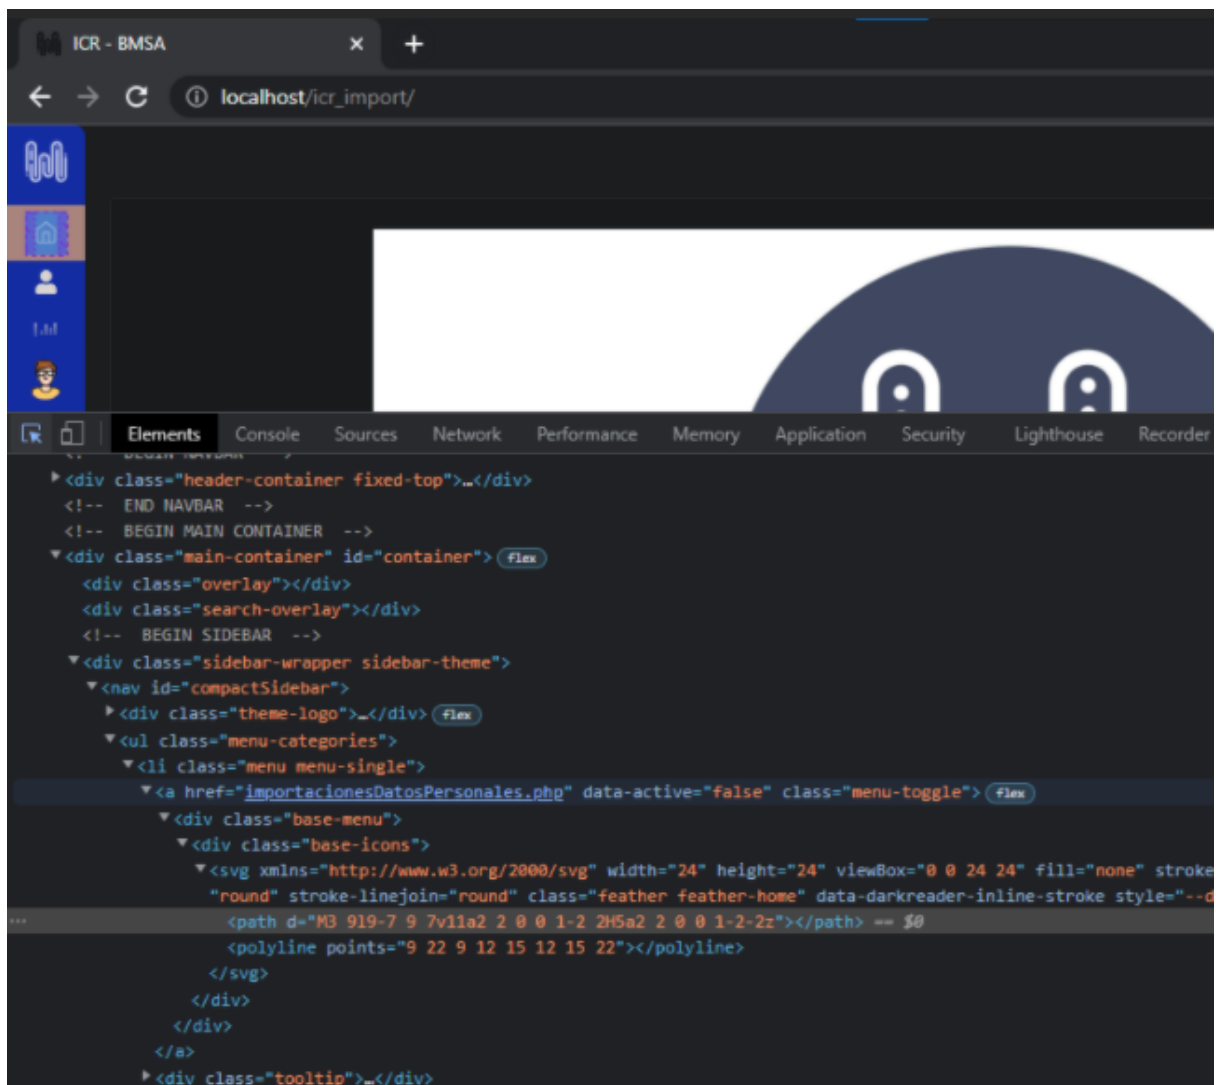 ICR - BMSA
localhost/icr_import/
Elements Console Sources Network Performance Memory Application Security Lighthouse Recorder
<!-- BEGIN NAVBAR -->
<div class="header-container fixed-top">…</div>
<!-- END NAVBAR -->
<!-- BEGIN MAIN CONTAINER -->
<div class="main-container" id="container"> flex
<div class="overlay"></div>
<div class="search-overlay"></div>
<!-- BEGIN SIDEBAR -->
<div class="sidebar-wrapper sidebar-theme">
<nav id="compactSidebar">
<div class="theme-logo">…</div> flex
<ul class="menu-categories">
<li class="menu menu-single">
<a href="importacionesDatosPersonales.php" data-active="false" class="menu-toggle"> flex
<div class="base-menu">
<div class="base-icons">
<svg xmlns="http://www.w3.org/2000/svg" width="24" height="24" viewBox="0 0 24 24" fill="none" stroke
"round" stroke-linejoin="round" class="feather feather-home" data-darkreader-inline-stroke style="--d
… <path d="M3 9l9-7 9 7v11a2 2 0 0 1-2 2H5a2 2 0 0 1-2-2z"></path> == $0
<polyline points="9 22 9 12 15 12 15 22"></polyline>
</svg>
</div>
</div>
</a>
<div class="tooltip">…</div>